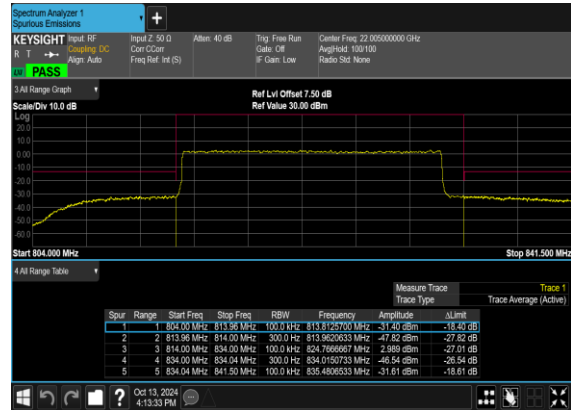 Spectrum Analyzer 1
Spurious Emissions
+
KEYSIGHT Input: RF Input Z: 50 Ω Atten: 40 dB Trig: Free Run Center Freq: 22.005000000 GHz
R T Coupling: DC Corr CCorr Gate: Off Avg|Hold: 100/100
Align: Auto Freq Ref: Int (S) IF Gain: Low Radio Std: None
PASS
3 All Range Graph
Ref Lvl Offset 7.50 dB
Scale/Div 10.0 dB Ref Value 30.00 dBm
Log
20.0
10.0
0.00
-10.0
-20.0
-30.0
-40.0
-50.0
-60.0
Start 804.000 MHz Stop 841.500 MHz
4 All Range Table
Measure Trace Trace 1
Trace Type Trace Average (Active)
Spur Range Start Freq Stop Freq RBW Frequency Amplitude ΔLimit
1 1 804.00 MHz 813.96 MHz 100.0 kHz 813.8125700 MHz -31.40 dBm -18.40 dB
2 2 813.96 MHz 814.00 MHz 300.0 Hz 813.9620633 MHz -47.82 dBm -27.82 dB
3 3 814.00 MHz 834.00 MHz 100.0 kHz 824.7666667 MHz 2.989 dBm -27.01 dB
4 4 834.00 MHz 834.04 MHz 300.0 Hz 834.0150733 MHz -46.54 dBm -26.54 dB
5 5 834.04 MHz 841.50 MHz 100.0 kHz 835.4806533 MHz -31.61 dBm -18.61 dB
? Oct 13, 2024
4:13:33 PM